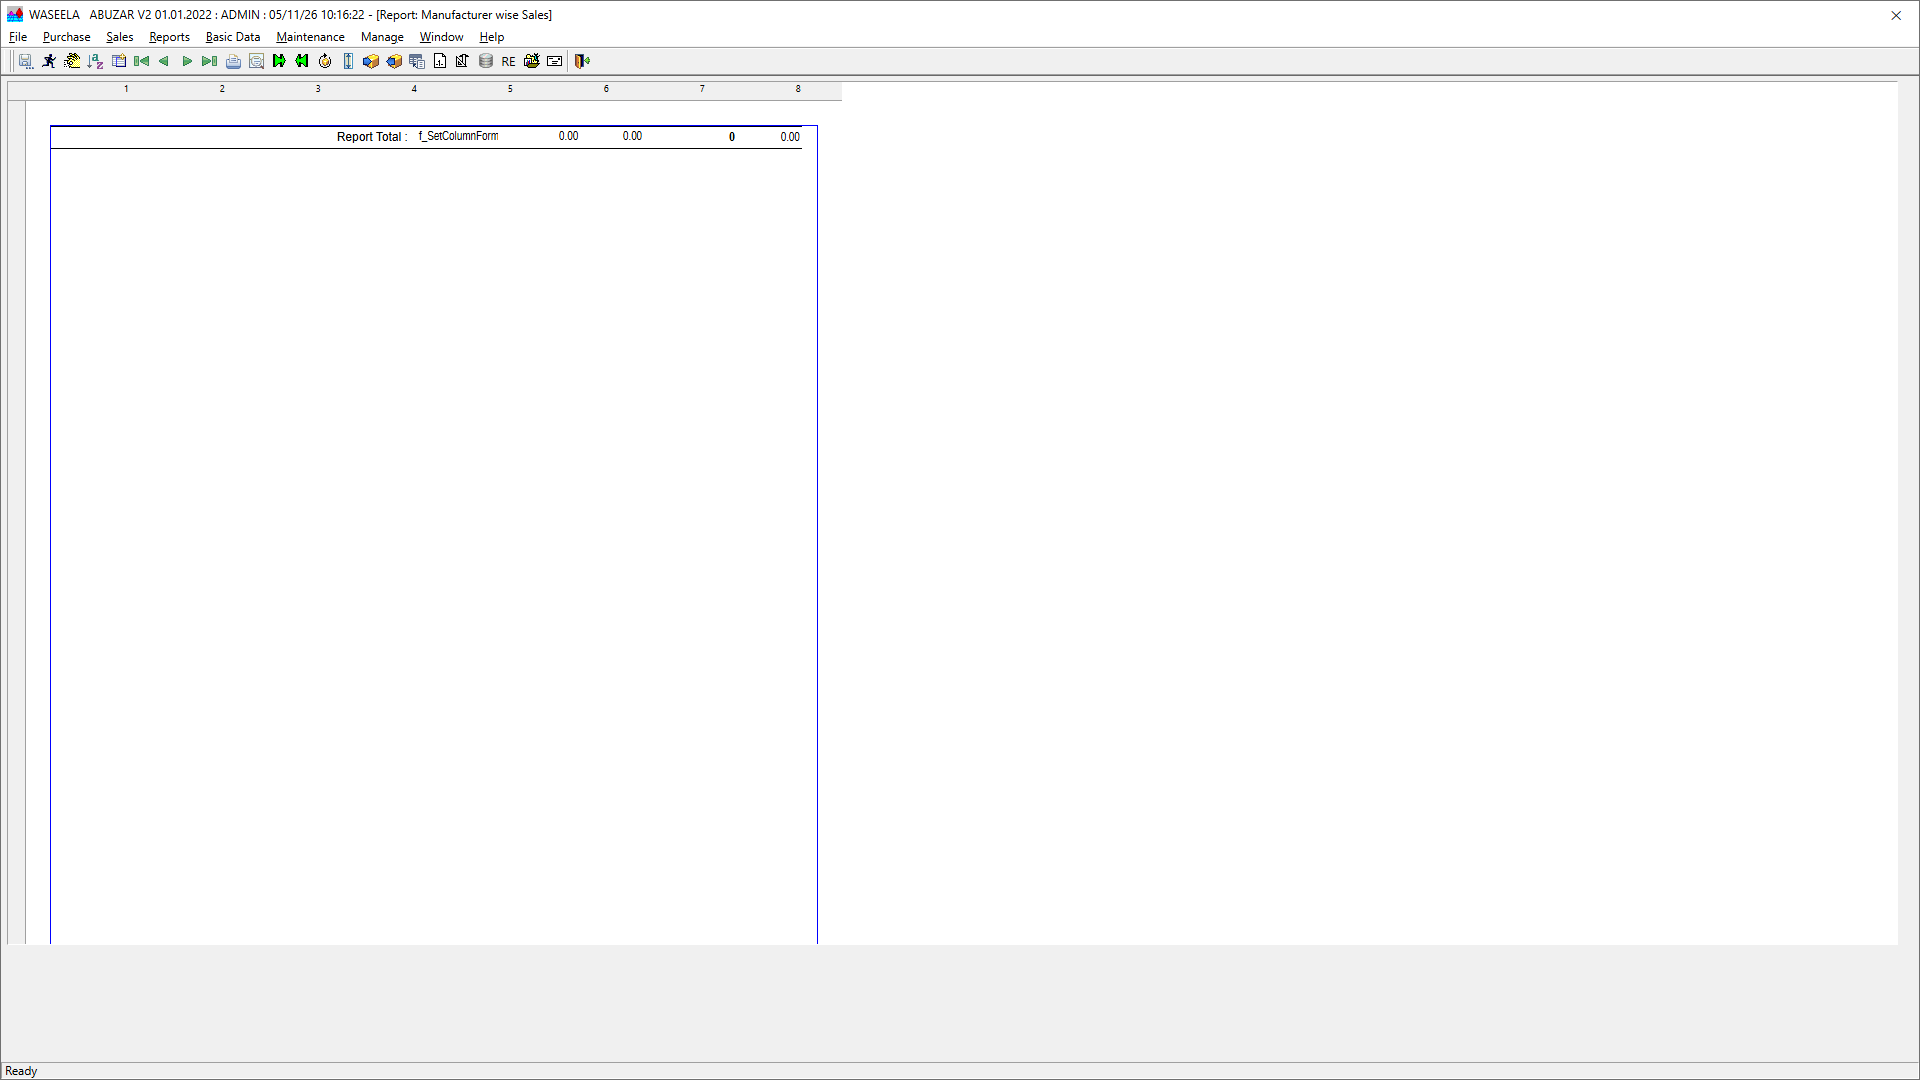 WASEELA ABUZAR V2 01.01.2022 : ADMIN : 05/11/26 10:16:22 - [Report: Manufacturer wise Sales]
File Purchase Sales Reports Basic Data Maintenance Manage Window Help
RE
1 2 3 4 5 6 7 8
Report Total : f_SetColumnForm 0.00 0.00 0 0.00
Ready